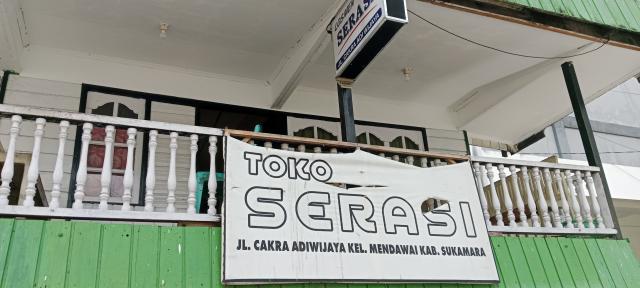 SERASI
TOKO
SERASI
JL. CAKRA ADIWIJAYA KEL. MENDAWAI KAB. SUKAMARA